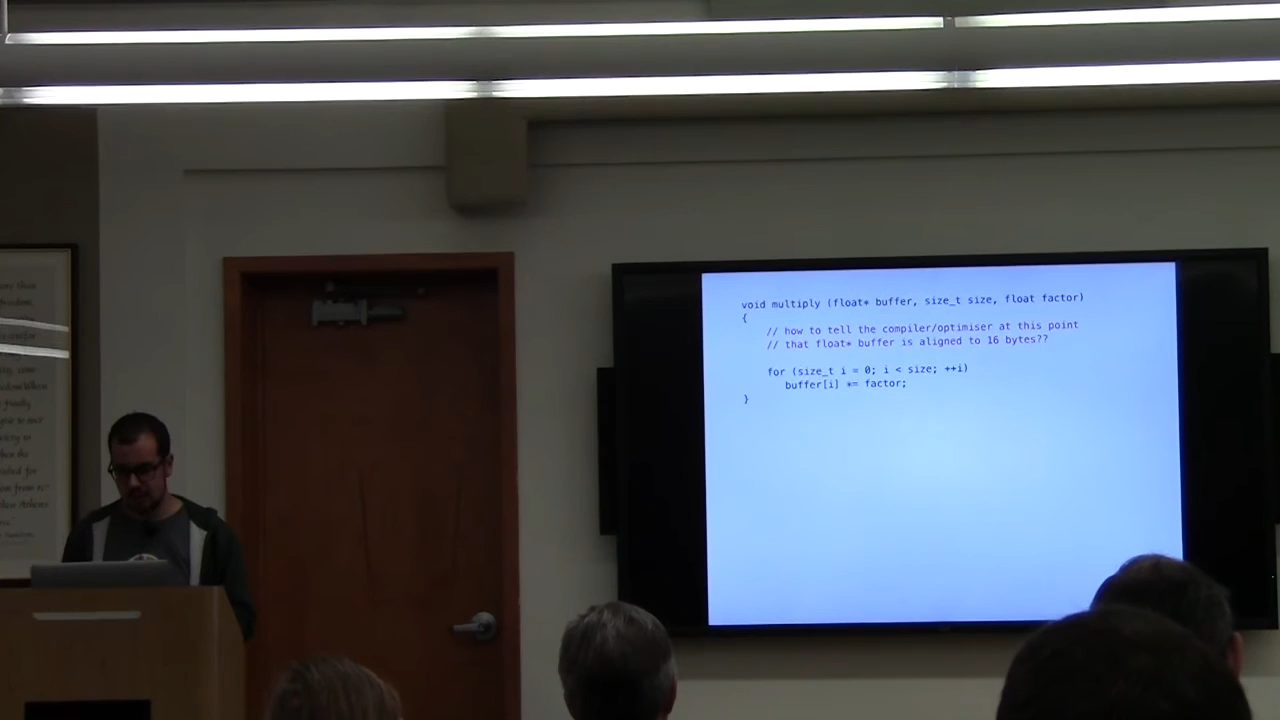 void multiply (float* buffer, size_t size, float factor)
{
// how to tell the compiler/optimiser at this point
// that float* buffer is aligned to 16 bytes??
for (size_t i = 0; i < size; ++i)
buffer[i] *= factor;
}